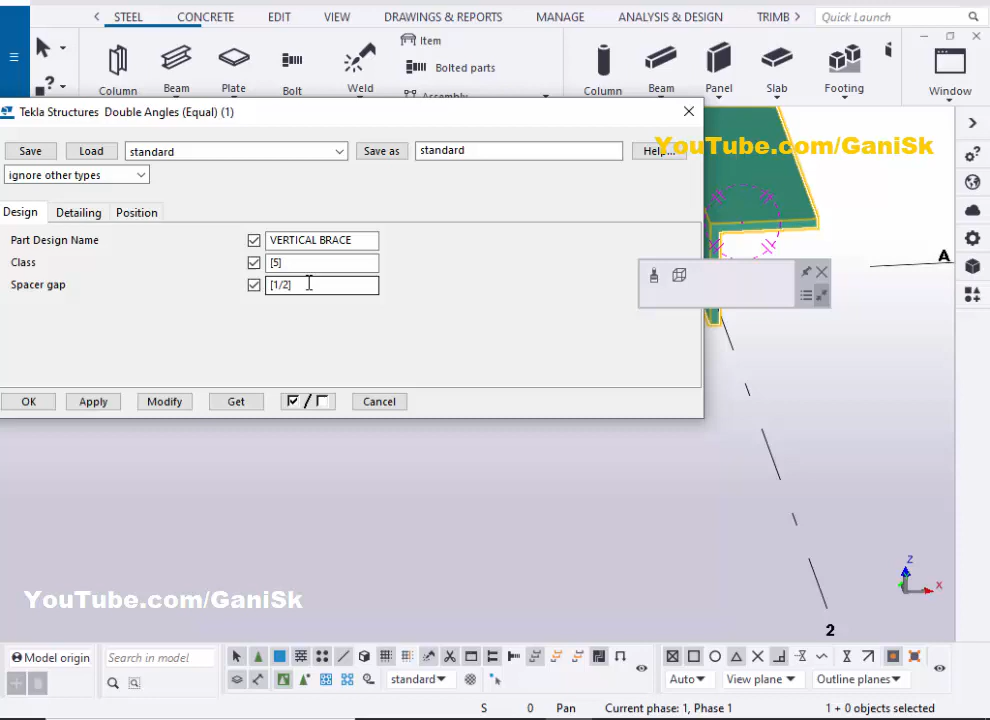 STEEL CONCRETE EDIT VIEW DRAWINGS & REPORTS MANAGE ANALYSIS & DESIGN TRIMB Quick Launch
Item
Bolted parts
Assembly
Column Beam Plate Bolt Weld Column Beam Panel Slab Footing Window
Tekla Structures Double Angles (Equal) (1)
Save Load standard Save as standard Help...
YouTube.com/GaniSk
ignore other types
Design Detailing Position
Part Design Name VERTICAL BRACE
Class [5]
Spacer gap [1/2]
A
OK Apply Modify Get / Cancel
Z
X
YouTube.com/GaniSk
2
Model origin Search in model
standard Auto View plane Outline planes
S 0 Pan Current phase: 1, Phase 1 1 + 0 objects selected